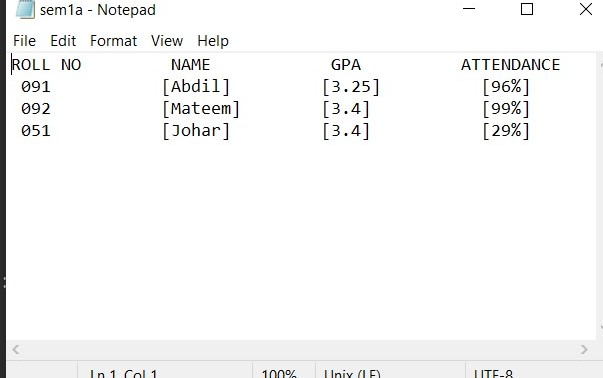 sem1a - Notepad
File Edit Format View Help
ROLL NO NAME GPA ATTENDANCE
091 [Abdil] [3.25] [96%]
092 [Mateem] [3.4] [99%]
051 [Johar] [3.4] [29%]
Ln 1, Col 1 100% Unix (LF) UTF-8